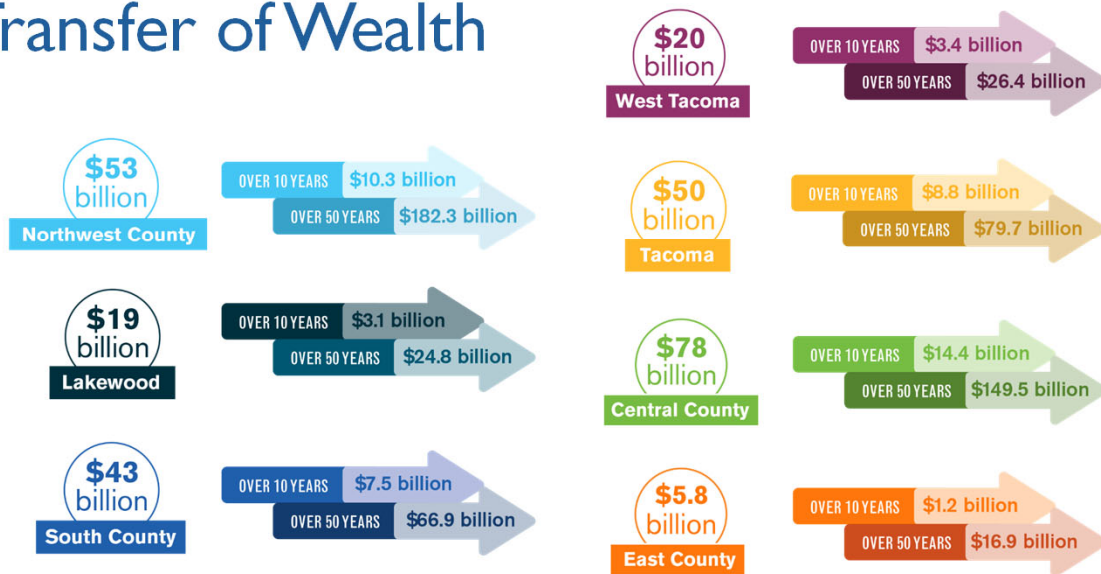 Transfer of Wealth
$53
billion
Northwest County
OVER 10 YEARS $10.3 billion
OVER 50 YEARS $182.3 billion
$19
billion
Lakewood
OVER 10 YEARS $3.1 billion
OVER 50 YEARS $24.8 billion
$43
billion
South County
OVER 10 YEARS $7.5 billion
OVER 50 YEARS $66.9 billion
$20
billion
West Tacoma
OVER 10 YEARS $3.4 billion
OVER 50 YEARS $26.4 billion
$50
billion
Tacoma
OVER 10 YEARS $8.8 billion
OVER 50 YEARS $79.7 billion
$78
billion
Central County
OVER 10 YEARS $14.4 billion
OVER 50 YEARS $149.5 billion
$5.8
billion
East County
OVER 10 YEARS $1.2 billion
OVER 50 YEARS $16.9 billion